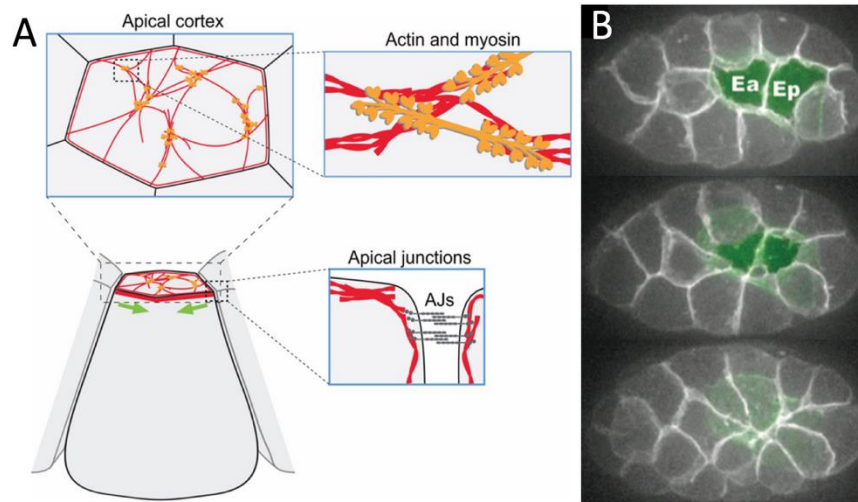 A
Apical cortex
Actin and myosin
Apical junctions
AJs
B
Ea
Ep